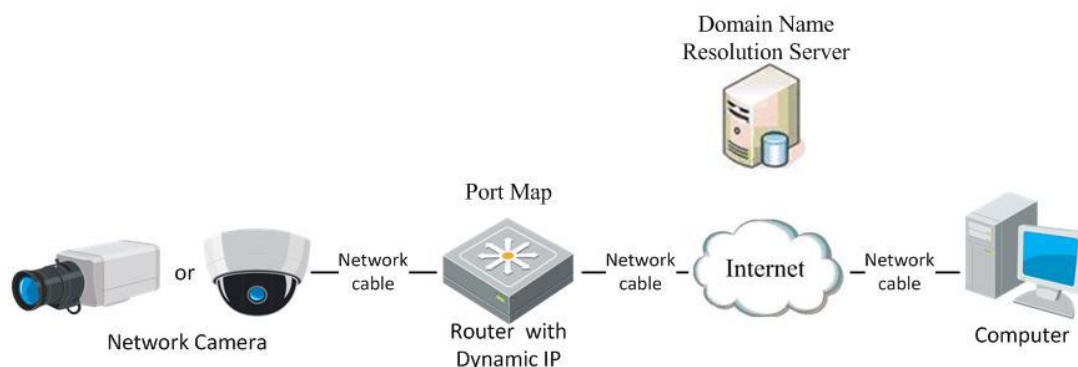 Domain Name
Resolution Server
Port Map
or
Network
cable
Network
cable
Internet
Network
cable
Network Camera
Router with
Dynamic IP
Computer